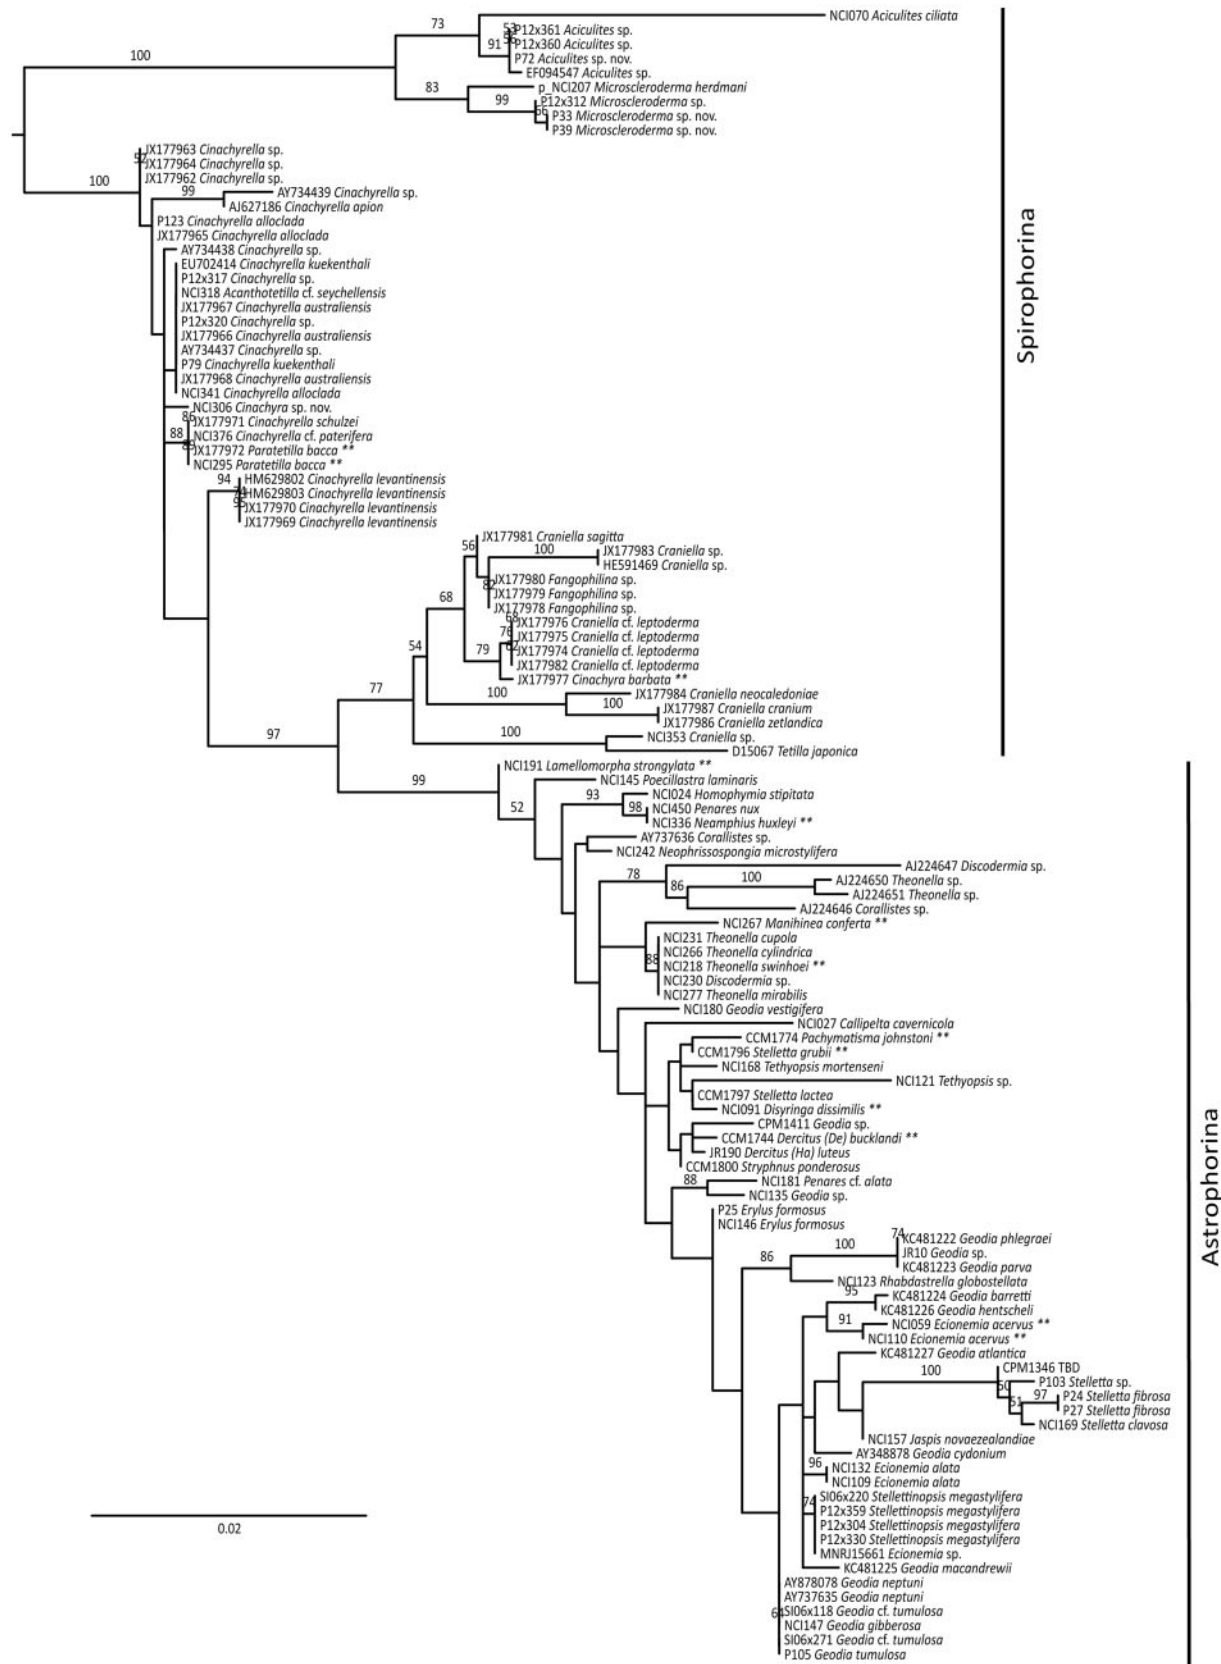 NCI070 Aciculites ciliata
73
53
P12x361 Aciculites sp.
56
P12x360 Aciculites sp.
91
P72 Aciculites sp. nov.
100
EF094547 Aciculites sp.
83
p_NCI207 Microscleroderma herdmani
99
P12x312 Microscleroderma sp.
66
P33 Microscleroderma sp. nov.
P39 Microscleroderma sp. nov.
JX177963 Cinachyrella sp.
52
JX177964 Cinachyrella sp.
100
JX177962 Cinachyrella sp.
99
AY734439 Cinachyrella sp.
AJ627186 Cinachyrella apion
P123 Cinachyrella alloclada
JX177965 Cinachyrella alloclada
AY734438 Cinachyrella sp.
EU702414 Cinachyrella kuekenthali
P12x317 Cinachyrella sp.
NCI318 Acanthotetilla cf. seychellensis
JX177967 Cinachyrella australiensis
P12x320 Cinachyrella sp.
JX177966 Cinachyrella australiensis
AY734437 Cinachyrella sp.
P79 Cinachyrella kuekenthali
JX177968 Cinachyrella australiensis
NCI341 Cinachyrella alloclada
NCI306 Cinachyra sp. nov.
86
JX177971 Cinachyrella schulzei
88
NCI376 Cinachyrella cf. paterifera
JX177972 Paratetilla bacca **
NCI295 Paratetilla bacca **
94
HM629802 Cinachyrella levantinensis
HM629803 Cinachyrella levantinensis
JX177970 Cinachyrella levantinensis
JX177969 Cinachyrella levantinensis
Spirophorina
JX177981 Craniella sagitta
56
100
JX177983 Craniella sp.
HE591469 Craniella sp.
82
JX177980 Fangophilina sp.
JX177979 Fangophilina sp.
68
JX177978 Fangophilina sp.
68
JX177976 Craniella cf. leptoderma
76
JX177975 Craniella cf. leptoderma
62
JX177974 Craniella cf. leptoderma
79
JX177982 Craniella cf. leptoderma
54
JX177977 Cinachyra barbata **
77
100
JX177984 Craniella neocaledoniae
100
JX177987 Craniella cranium
JX177986 Craniella zetlandica
97
100
NCI353 Craniella sp.
D15067 Tetilla japonica
99
NCI191 Lamellomorpha strongylata **
52
NCI145 Poecillastra laminaris
93
NCI024 Homophymia stipitata
98
NCI450 Penares nux
NCI336 Neamphius huxleyi **
AY737636 Corallistes sp.
NCI242 Neophrissospongia microstylifera
78
AJ224647 Discodermia sp.
86
100
AJ224650 Theonella sp.
AJ224651 Theonella sp.
AJ224646 Corallistes sp.
NCI267 Manihinea conferta **
NCI231 Theonella cupola
NCI266 Theonella cylindrica
88
NCI218 Theonella swinhoei **
NCI230 Discodermia sp.
NCI277 Theonella mirabilis
NCI180 Geodia vestigifera
NCI027 Callipelta cavernicola
CCM1774 Pachymatisma johnstoni **
CCM1796 Stelletta grubii **
NCI168 Tethyopsis mortenseni
NCI121 Tethyopsis sp.
CCM1797 Stelletta lactea
NCI091 Disyringa dissimilis **
CPM1411 Geodia sp.
CCM1744 Dercitus (De) bucklandi **
JR190 Dercitus (Ha) luteus
CCM1800 Stryphnus ponderosus
88
NCI181 Penares cf. alata
NCI135 Geodia sp.
P25 Erylus formosus
NCI146 Erylus formosus
74
KC481222 Geodia phlegraei
100
JR10 Geodia sp.
86
KC481223 Geodia parva
NCI123 Rhabdastrella globostellata
95
KC481224 Geodia barretti
KC481226 Geodia hentscheli
91
NCI059 Ecionemia acervus **
NCI110 Ecionemia acervus **
KC481227 Geodia atlantica
100
CPM1346 TBD
50
P103 Stelletta sp.
51
97
P24 Stelletta fibrosa
P27 Stelletta fibrosa
NCI169 Stelletta clavosa
NCI157 Jaspis novaezealandiae
AY348878 Geodia cydonium
96
NCI132 Ecionemia alata
NCI109 Ecionemia alata
74
SI06x220 Stellettinopsis megastylifera
P12x359 Stellettinopsis megastylifera
P12x304 Stellettinopsis megastylifera
P12x330 Stellettinopsis megastylifera
MNRJ15661 Ecionemia sp.
KC481225 Geodia macandrewii
AY878078 Geodia neptuni
AY737635 Geodia neptuni
64
SI06x118 Geodia cf. tumulosa
NCI147 Geodia gibberosa
SI06x271 Geodia cf. tumulosa
P105 Geodia tumulosa
Astrophorina
0.02